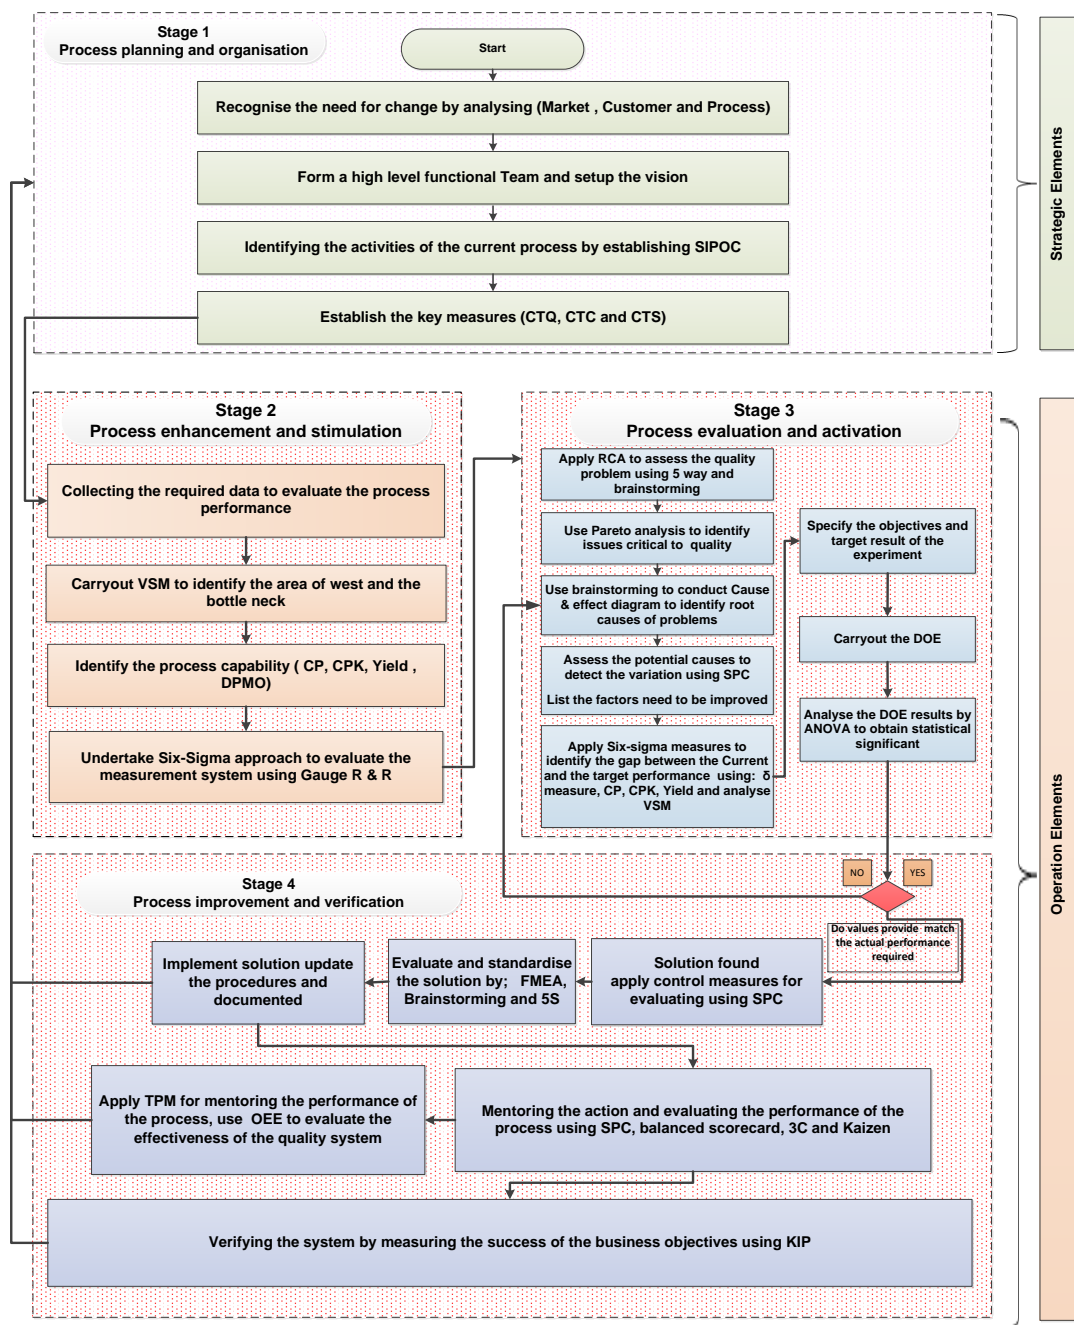 Stage 1
Process planning and organisation
Start
Recognise the need for change by analysing (Market , Customer and Process)
Form a high level functional Team and setup the vision
Identifying the activities of the current process by establishing SIPOC
Establish the key measures (CTQ, CTC and CTS)
Strategic Elements
Stage 2
Process enhancement and stimulation
Collecting the required data to evaluate the process
performance
Carryout VSM to identify the area of west and the
bottle neck
Identify the process capability ( CP, CPK, Yield ,
DPMO)
Undertake Six-Sigma approach to evaluate the
measurement system using Gauge R & R
Stage 3
Process evaluation and activation
Apply RCA to assess the quality
problem using 5 way and
brainstorming
Use Pareto analysis to identify
issues critical to quality
Use brainstorming to conduct Cause
& effect diagram to identify root
causes of problems
Assess the potential causes to
detect the variation using SPC
List the factors need to be improved
Apply Six-sigma measures to
identify the gap between the Current
and the target performance using: δ
measure, CP, CPK, Yield and analyse
VSM
Specify the objectives and
target result of the
experiment
Carryout the DOE
Analyse the DOE results by
ANOVA to obtain statistical
significant
Operation Elements
NO
YES
Do values provide match
the actual performance
required
Stage 4
Process improvement and verification
Implement solution update
the procedures and
documented
Evaluate and standardise
the solution by; FMEA,
Brainstorming and 5S
Solution found
apply control measures for
evaluating using SPC
Apply TPM for mentoring the performance of
the process, use OEE to evaluate the
effectiveness of the quality system
Mentoring the action and evaluating the performance of the
process using SPC, balanced scorecard, 3C and Kaizen
Verifying the system by measuring the success of the business objectives using KIP